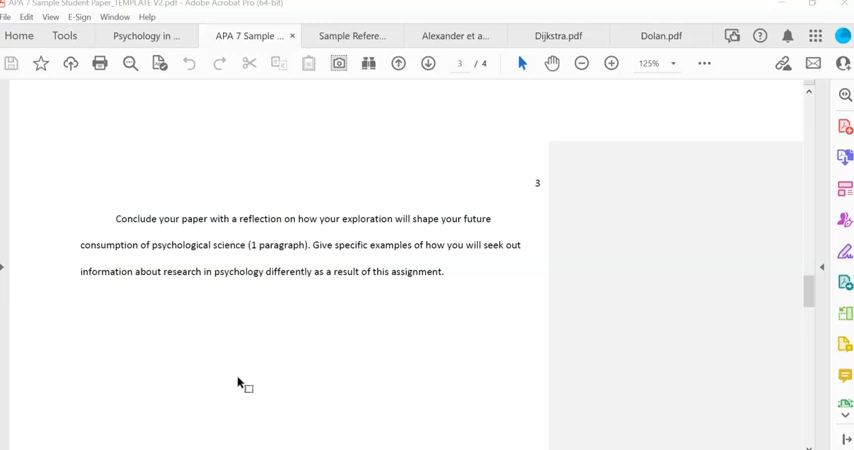 APA 7 Sample Student Paper_TEMPLATE V2.pdf - Adobe Acrobat Pro (64-bit)
File Edit View E-Sign Window Help
Home Tools Psychology in ... APA 7 Sample ... × Sample Refere... Alexander et a... Dijkstra.pdf Dolan.pdf
3 / 4 125%
3
Conclude your paper with a reflection on how your exploration will shape your future
consumption of psychological science (1 paragraph). Give specific examples of how you will seek out
information about research in psychology differently as a result of this assignment.